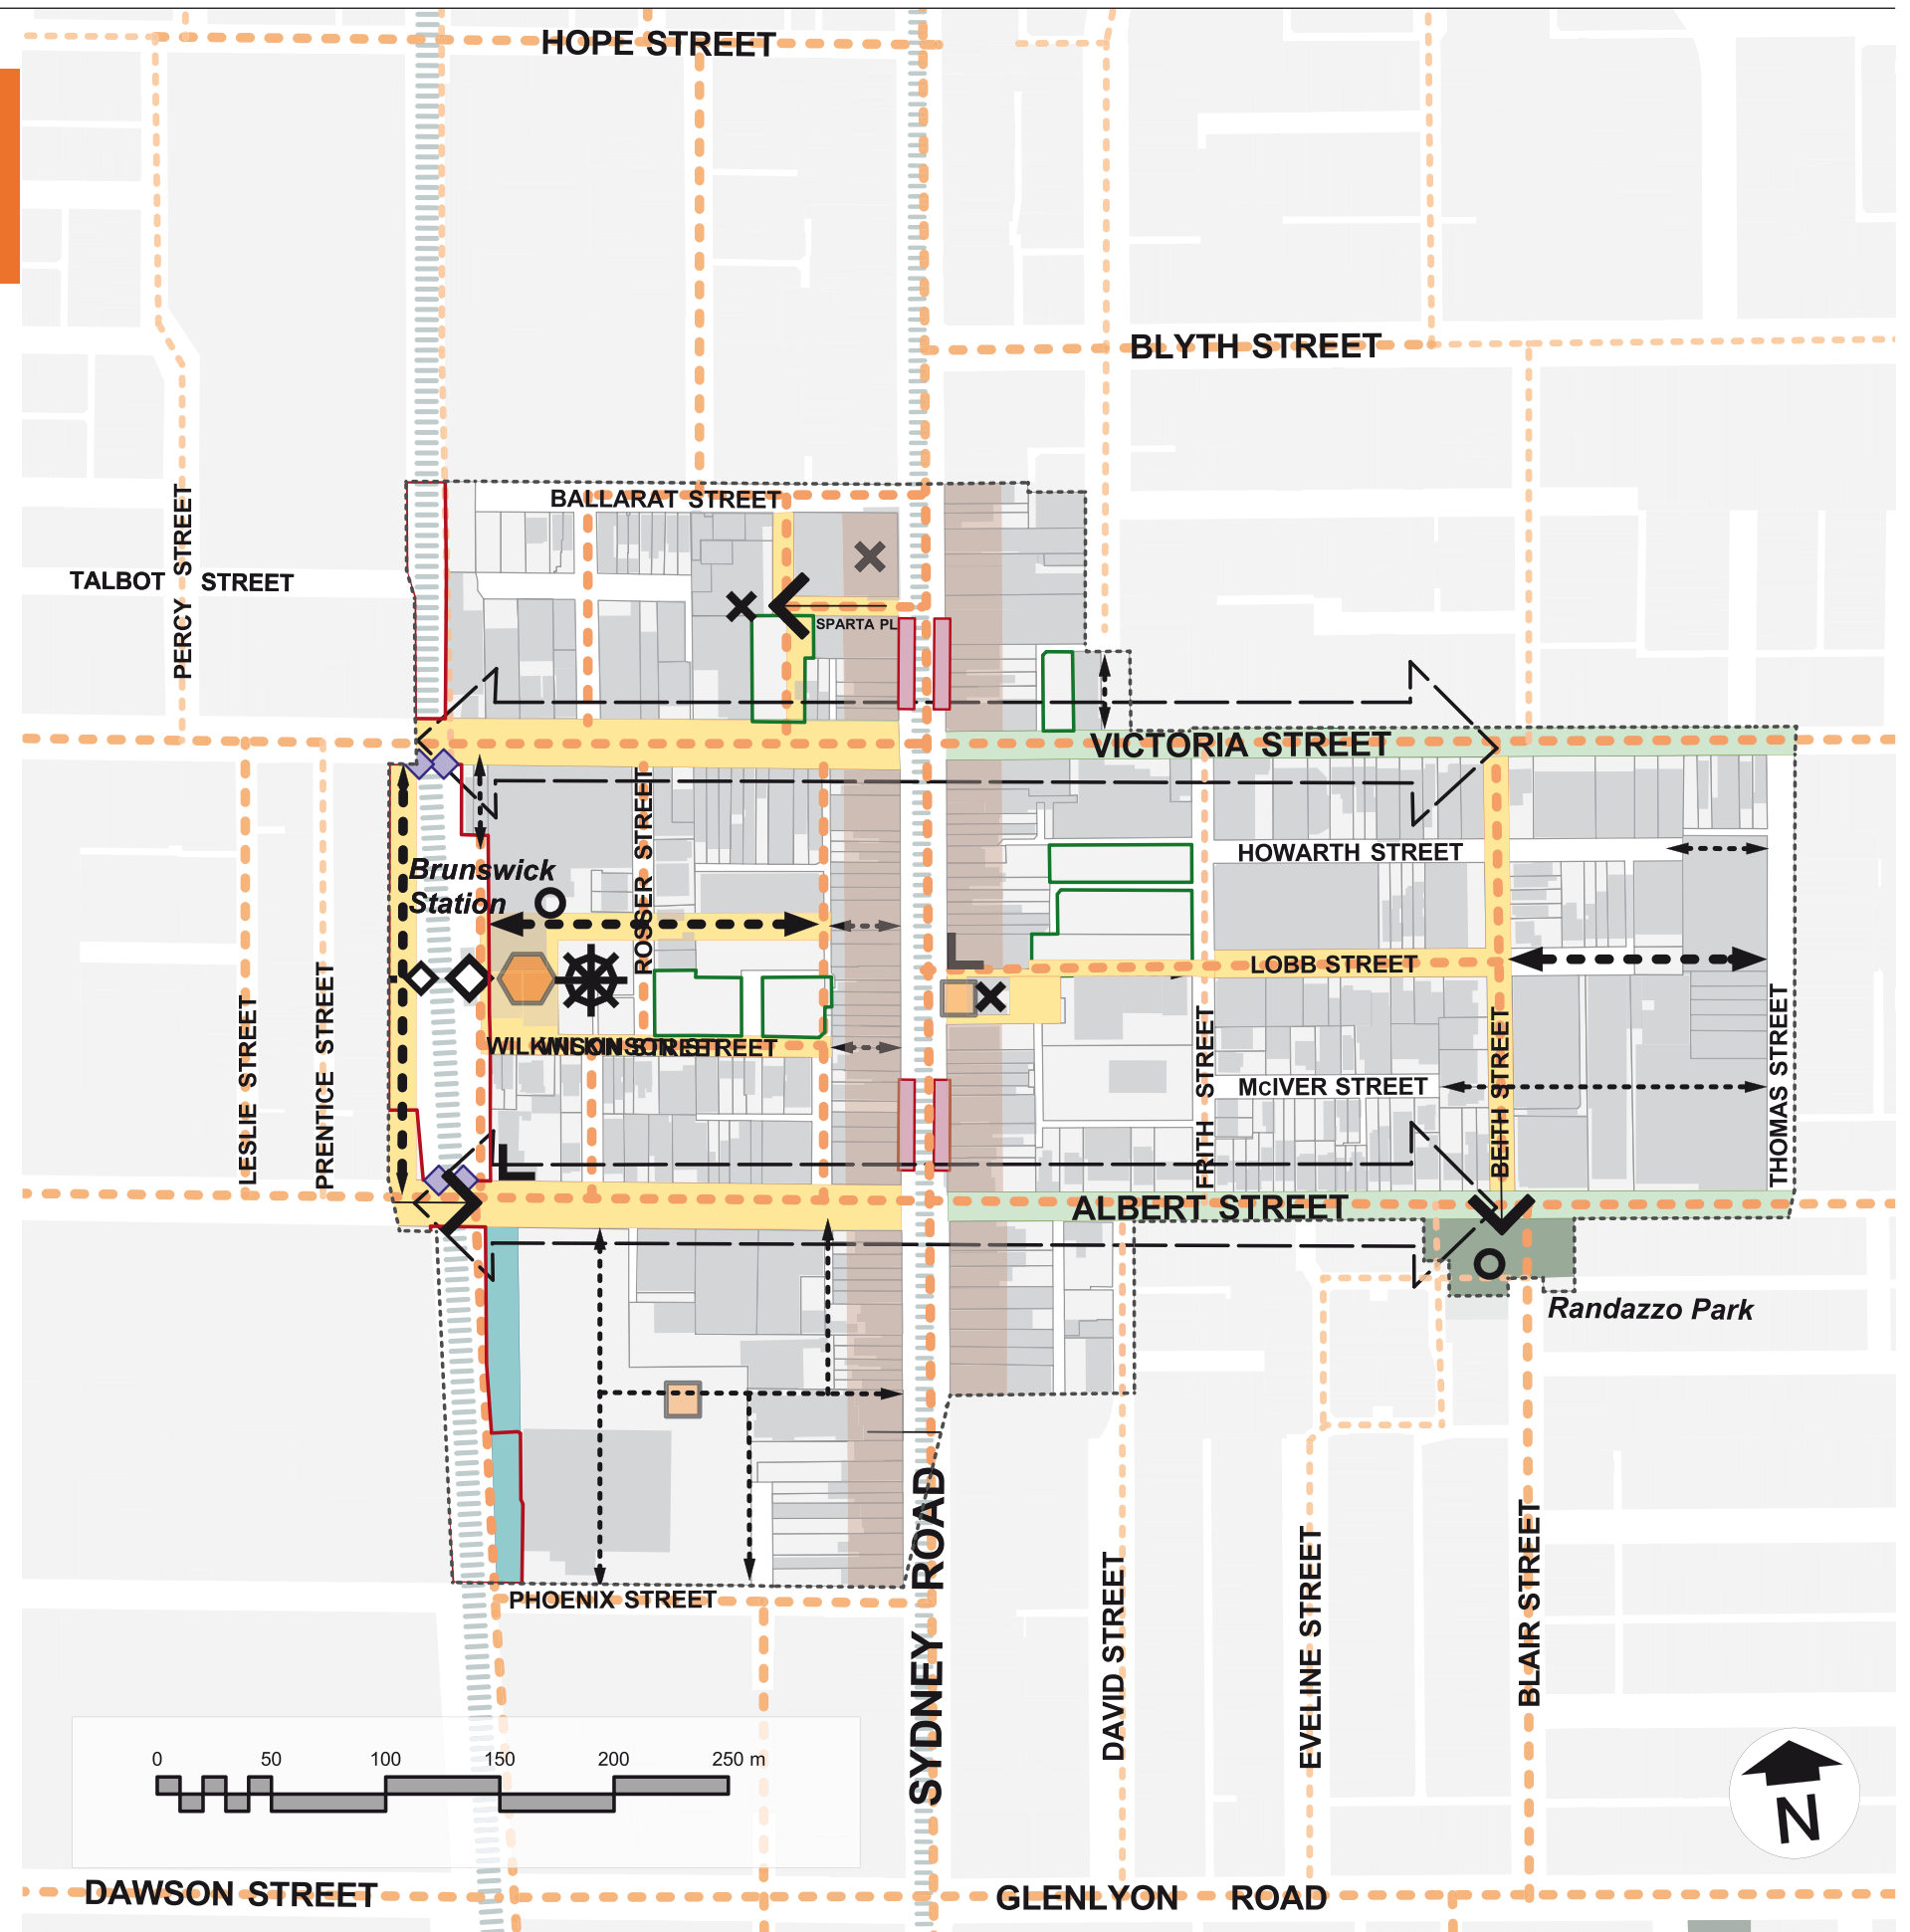 HOPE STREET
BLYTH STREET
BALLARAT STREET
TALBOT STREET
PERCY STREET
SPARTA PL
VICTORIA STREET
ROSSER STREET
HOWARTH STREET
Brunswick
Station
LOBB STREET
LESLIE STREET
PRENTICE STREET
WILKINSON STREET
WILKINSON STREET
FRITH STREET
McIVER STREET
BEITH STREET
THOMAS STREET
ALBERT STREET
Randazzo Park
PHOENIX STREET
SYDNEY ROAD
DAVID STREET
EVELINE STREET
BLAIR STREET
0 50 100 150 200 250 m
N
DAWSON STREET
GLENLYON ROAD